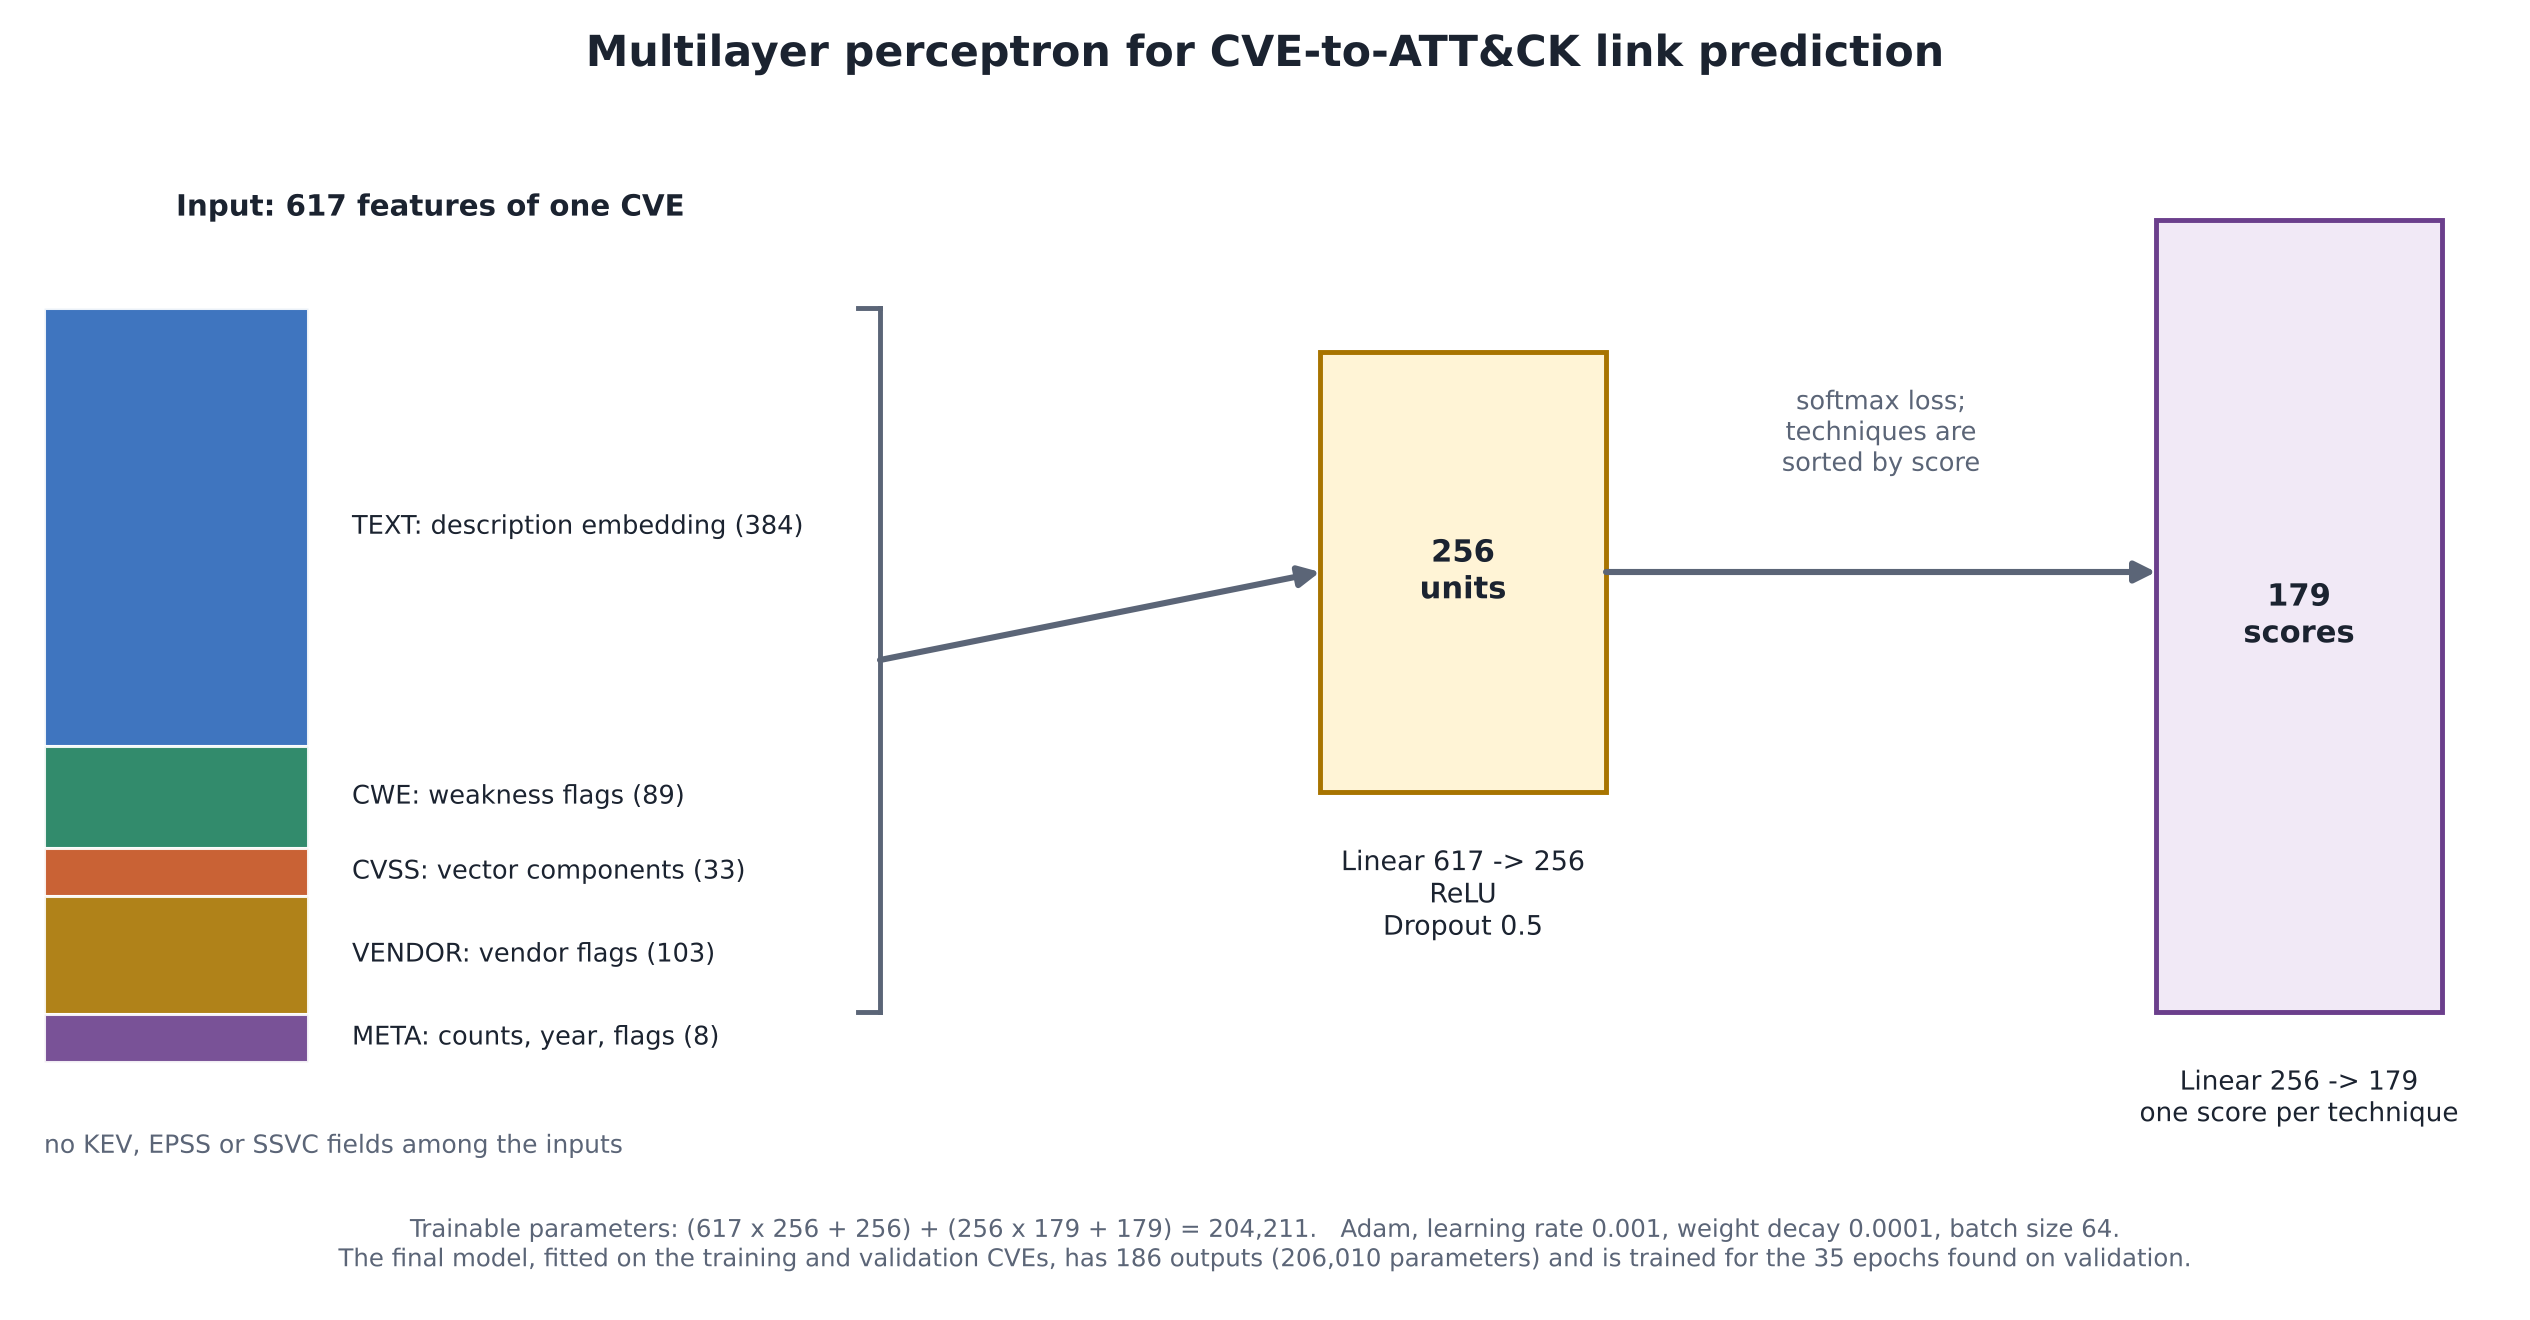 Multilayer perceptron for CVE-to-ATT&CK link prediction
Input: 617 features of one CVE
TEXT: description embedding (384)
CWE: weakness flags (89)
CVSS: vector components (33)
VENDOR: vendor flags (103)
META: counts, year, flags (8)
no KEV, EPSS or SSVC fields among the inputs
256
units
Linear 617 -> 256
ReLU
Dropout 0.5
softmax loss;
techniques are
sorted by score
179
scores
Linear 256 -> 179
one score per technique
Trainable parameters: (617 x 256 + 256) + (256 x 179 + 179) = 204,211.   Adam, learning rate 0.001, weight decay 0.0001, batch size 64.
The final model, fitted on the training and validation CVEs, has 186 outputs (206,010 parameters) and is trained for the 35 epochs found on validation.